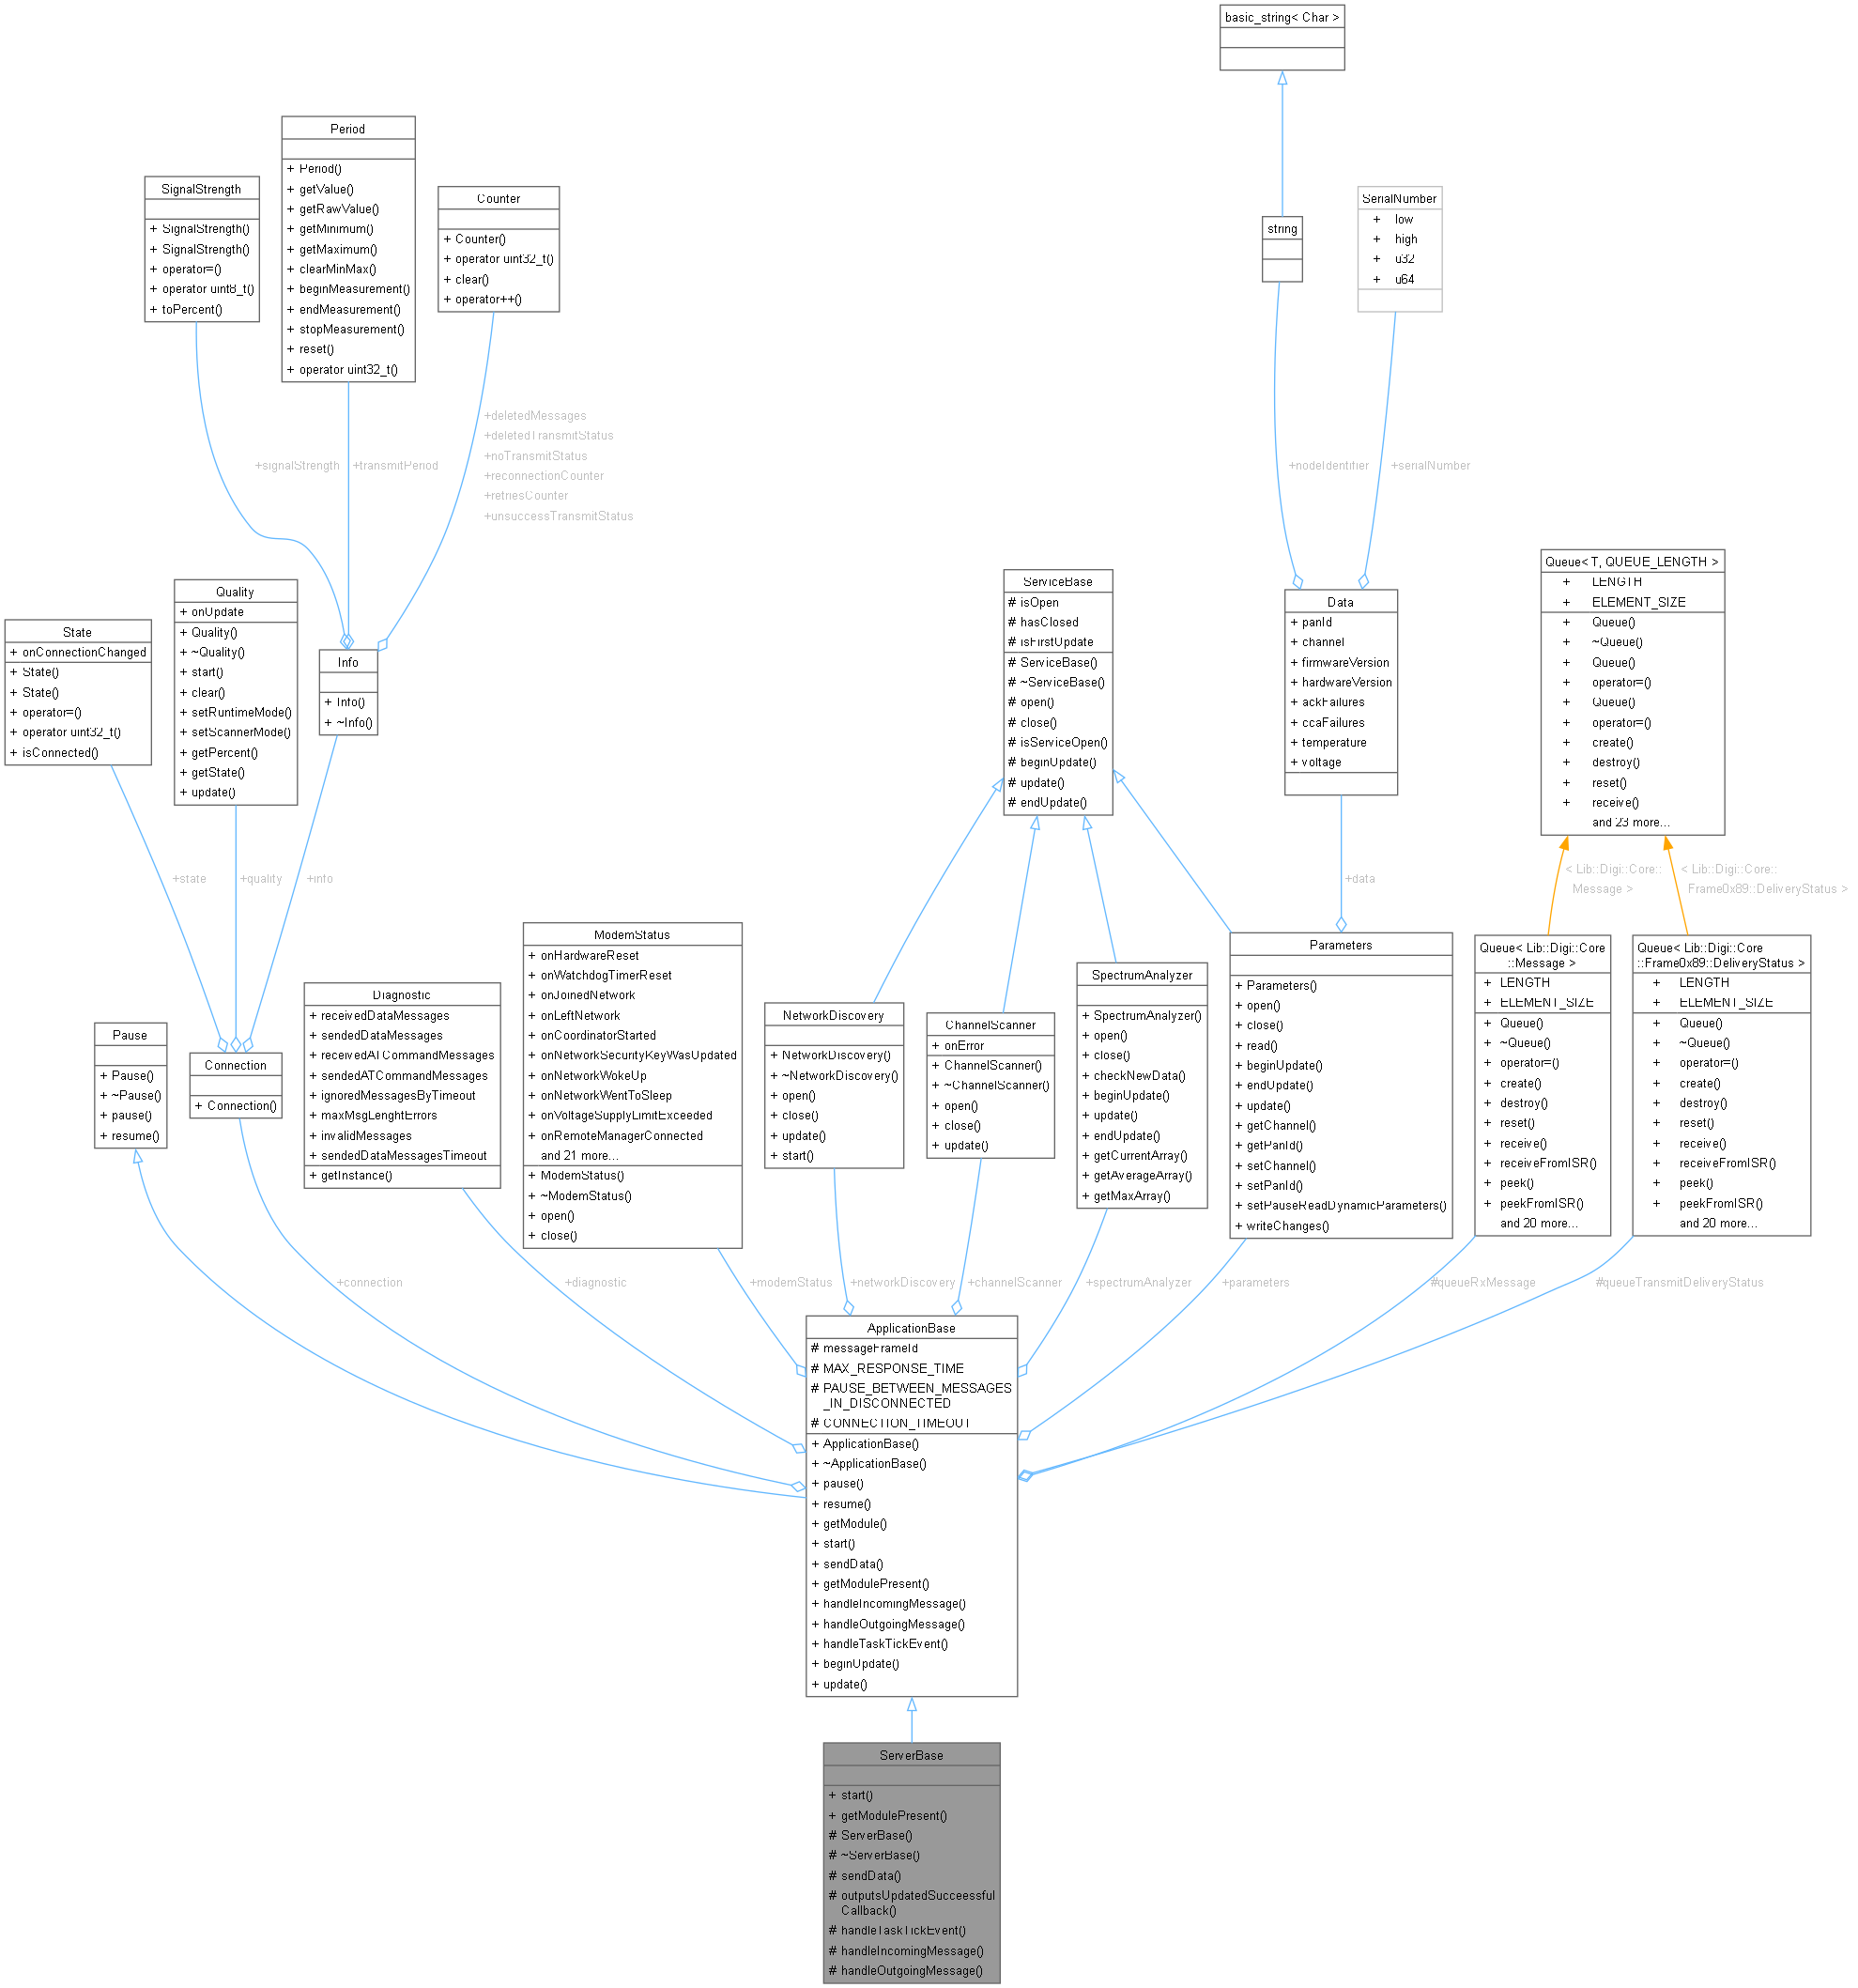 basic_string< Char >
string
SerialNumber
+ low
+ high
+ u32
+ u64
Period
+ Period()
+ getValue()
+ getRawValue()
+ getMinimum()
+ getMaximum()
+ clearMinMax()
+ beginMeasurement()
+ endMeasurement()
+ stopMeasurement()
+ reset()
+ operator uint32_t()
SignalStrength
+ SignalStrength()
+ SignalStrength()
+ operator=()
+ operator uint8_t()
+ toPercent()
Counter
+ Counter()
+ operator uint32_t()
+ clear()
+ operator++()
+signalStrength
+transmitPeriod
+deletedMessages
+deletedTransmitStatus
+noTransmitStatus
+reconnectionCounter
+retriesCounter
+unsuccessTransmitStatus
+nodeIdentifier
+serialNumber
State
+ onConnectionChanged
+ State()
+ State()
+ operator=()
+ operator uint32_t()
+ isConnected()
Quality
+ onUpdate
+ Quality()
+ ~Quality()
+ start()
+ clear()
+ setRuntimeMode()
+ setScannerMode()
+ getPercent()
+ getState()
+ update()
Info
+ Info()
+ ~Info()
ServiceBase
# isOpen
# hasClosed
# isFirstUpdate
# ServiceBase()
# ~ServiceBase()
# open()
# close()
# isServiceOpen()
# beginUpdate()
# update()
# endUpdate()
Data
+ panId
+ channel
+ firmwareVersion
+ hardwareVersion
+ ackFailures
+ ccaFailures
+ temperature
+ voltage
Queue< T, QUEUE_LENGTH >
+ LENGTH
+ ELEMENT_SIZE
+ Queue()
+ ~Queue()
+ Queue()
+ operator=()
+ Queue()
+ operator=()
+ create()
+ destroy()
+ reset()
+ receive()
and 23 more...
+state
+quality
+info
+data
< Lib::Digi::Core::
Message >
< Lib::Digi::Core::
Frame0x89::DeliveryStatus >
Pause
+ Pause()
+ ~Pause()
+ pause()
+ resume()
Connection
+ Connection()
Diagnostic
+ receivedDataMessages
+ sendedDataMessages
+ receivedATCommandMessages
+ sendedATCommandMessages
+ ignoredMessagesByTimeout
+ maxMsgLenghtErrors
+ invalidMessages
+ sendedDataMessagesTimeout
+ getInstance()
ModemStatus
+ onHardwareReset
+ onWatchdogTimerReset
+ onJoinedNetwork
+ onLeftNetwork
+ onCoordinatorStarted
+ onNetworkSecurityKeyWasUpdated
+ onNetworkWokeUp
+ onNetworkWentToSleep
+ onVoltageSupplyLimitExceeded
+ onRemoteManagerConnected
and 21 more...
+ ModemStatus()
+ ~ModemStatus()
+ open()
+ close()
NetworkDiscovery
+ NetworkDiscovery()
+ ~NetworkDiscovery()
+ open()
+ close()
+ update()
+ start()
ChannelScanner
+ onError
+ ChannelScanner()
+ ~ChannelScanner()
+ open()
+ close()
+ update()
SpectrumAnalyzer
+ SpectrumAnalyzer()
+ open()
+ close()
+ checkNewData()
+ beginUpdate()
+ update()
+ endUpdate()
+ getCurrentArray()
+ getAverageArray()
+ getMaxArray()
Parameters
+ Parameters()
+ open()
+ close()
+ read()
+ beginUpdate()
+ endUpdate()
+ update()
+ getChannel()
+ getPanId()
+ setChannel()
+ setPanId()
+ setPauseReadDynamicParameters()
+ writeChanges()
Queue< Lib::Digi::Core
::Message >
+ LENGTH
+ ELEMENT_SIZE
+ Queue()
+ ~Queue()
+ operator=()
+ create()
+ destroy()
+ reset()
+ receive()
+ receiveFromISR()
+ peek()
+ peekFromISR()
and 20 more...
Queue< Lib::Digi::Core
::Frame0x89::DeliveryStatus >
+ LENGTH
+ ELEMENT_SIZE
+ Queue()
+ ~Queue()
+ operator=()
+ create()
+ destroy()
+ reset()
+ receive()
+ receiveFromISR()
+ peek()
+ peekFromISR()
and 20 more...
+connection
+diagnostic
+modemStatus
+networkDiscovery
+channelScanner
+spectrumAnalyzer
+parameters
#queueRxMessage
#queueTransmitDeliveryStatus
ApplicationBase
# messageFrameId
# MAX_RESPONSE_TIME
# PAUSE_BETWEEN_MESSAGES
_IN_DISCONNECTED
# CONNECTION_TIMEOUT
+ ApplicationBase()
+ ~ApplicationBase()
+ pause()
+ resume()
+ getModule()
+ start()
+ sendData()
+ getModulePresent()
+ handleIncomingMessage()
+ handleOutgoingMessage()
+ handleTaskTickEvent()
+ beginUpdate()
+ update()
ServerBase
+ start()
+ getModulePresent()
# ServerBase()
# ~ServerBase()
# sendData()
# outputsUpdatedSucceessful
Callback()
# handleTaskTickEvent()
# handleIncomingMessage()
# handleOutgoingMessage()